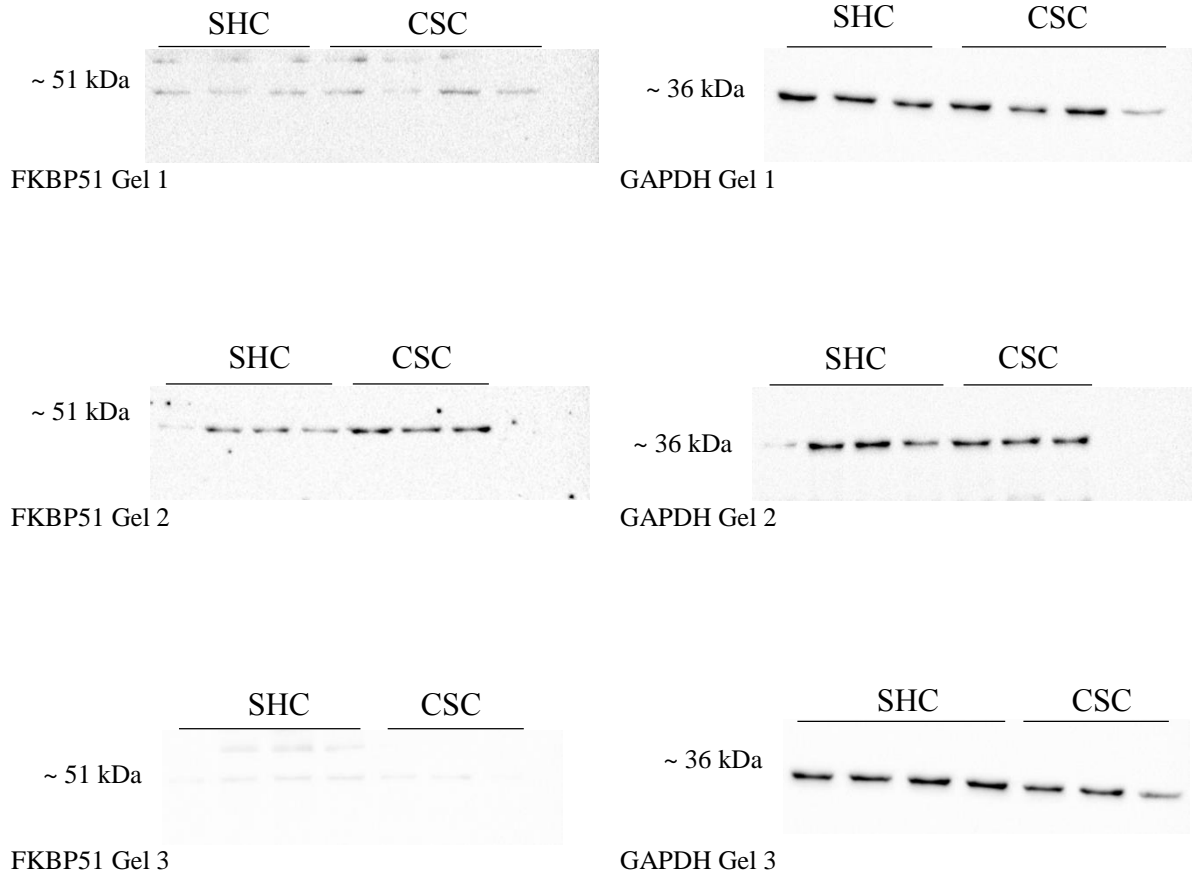 SHC CSC
~ 51 kDa
FKBP51 Gel 1
SHC CSC
~ 36 kDa
GAPDH Gel 1
SHC CSC
~ 51 kDa
FKBP51 Gel 2
SHC CSC
~ 36 kDa
GAPDH Gel 2
SHC CSC
~ 51 kDa
FKBP51 Gel 3
SHC CSC
~ 36 kDa
GAPDH Gel 3